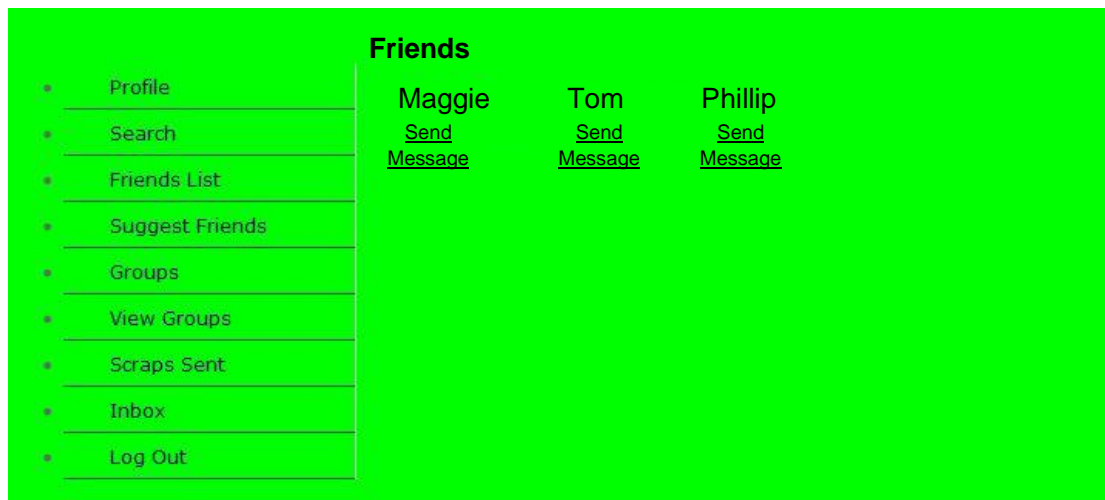 Friends
Profile
Search
Friends List
Suggest Friends
Groups
View Groups
Scraps Sent
Inbox
Log Out
Maggie Tom Phillip
Send Send Send
Message Message Message